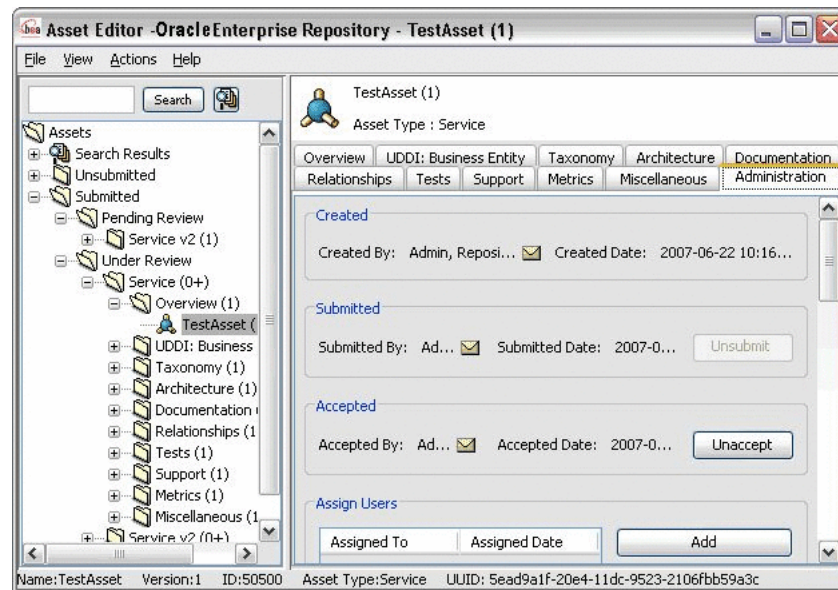 bea Asset Editor -Oracle Enterprise Repository - TestAsset (1)
File View Actions Help
Search
Assets
Search Results
Unsubmitted
Submitted
Pending Review
Service v2 (1)
Under Review
Service (0+)
Overview (1)
TestAsset (
UDDI: Business
Taxonomy (1)
Architecture (1)
Documentation
Relationships (1
Tests (1)
Support (1)
Metrics (1)
Miscellaneous (1
Service v2 (0+)
TestAsset (1)
Asset Type : Service
Overview UDDI: Business Entity Taxonomy Architecture Documentation
Relationships Tests Support Metrics Miscellaneous Administration
Created
Created By: Admin, Reposi... Created Date: 2007-06-22 10:16...
Submitted
Submitted By: Ad... Submitted Date: 2007-0... Unsubmit
Accepted
Accepted By: Ad... Accepted Date: 2007-0... Unaccept
Assign Users
Assigned To Assigned Date Add
Name:TestAsset Version:1 ID:50500 Asset Type:Service UUID: 5ead9a1f-20e4-11dc-9523-2106fbb59a3c